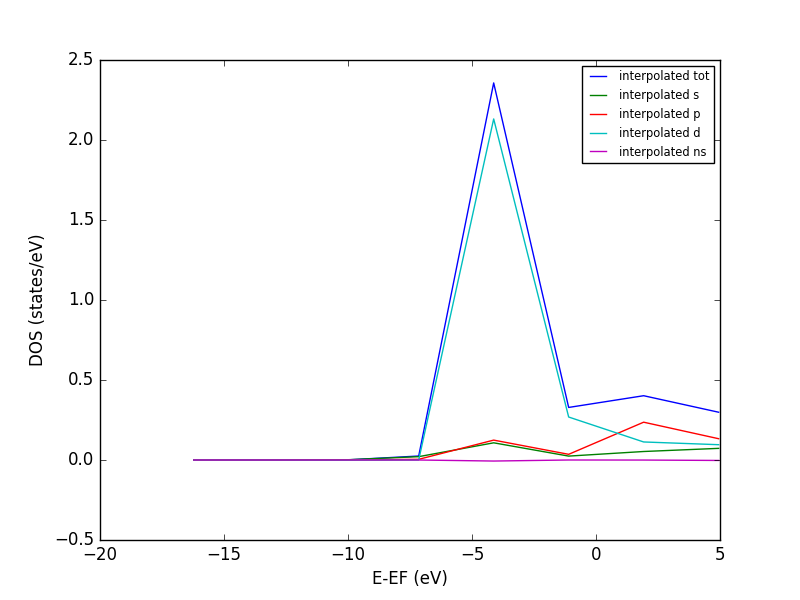 2.5
2.0
1.5
1.0
0.5
0.0
−0.5
−20
−15
−10
−5
0
5
E-EF (eV)
DOS (states/eV)
interpolated tot
interpolated s
interpolated p
interpolated d
interpolated ns